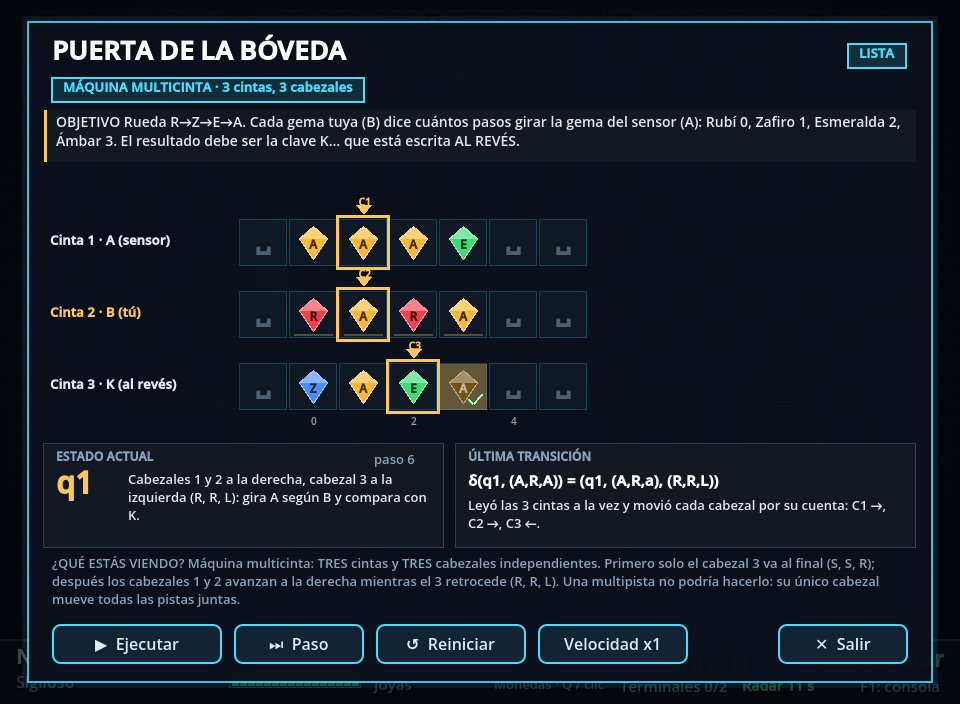 PUERTA DE LA BÓVEDA
LISTA
MÁQUINA MULTICINTA · 3 cintas, 3 cabezales
OBJETIVO Rueda R→Z→E→A. Cada gema tuya (B) dice cuántos pasos girar la gema del sensor (A): Rubí 0, Zafiro 1, Esmeralda 2,
Ámbar 3. El resultado debe ser la clave K... que está escrita AL REVÉS.
C1
Cinta 1 · A (sensor)
␣ A A A E ␣ ␣
C2
Cinta 2 · B (tú)
␣ R A R A ␣ ␣
C3
Cinta 3 · K (al revés)
␣ Z A E A ␣ ␣
0 2 4
ESTADO ACTUAL
paso 6
q1
Cabezales 1 y 2 a la derecha, cabezal 3 a la
izquierda (R, R, L): gira A según B y compara con
K.
ÚLTIMA TRANSICIÓN
δ(q1, (A,R,A)) = (q1, (A,R,a), (R,R,L))
Leyó las 3 cintas a la vez y movió cada cabezal por su cuenta: C1 →,
C2 →, C3 ←.
¿QUÉ ESTÁS VIENDO? Máquina multicinta: TRES cintas y TRES cabezales independientes. Primero solo el cabezal 3 va al final (S, S, R);
después los cabezales 1 y 2 avanzan a la derecha mientras el 3 retrocede (R, R, L). Una multipista no podría hacerlo: su único cabezal
mueve todas las pistas juntas.
▶ Ejecutar
⏭ Paso
↺ Reiniciar
Velocidad x1
✕ Salir
Sigiloso
Joyas
Monedas · Q / clic
Terminales 0/2
Radar 11 s
F1: consola